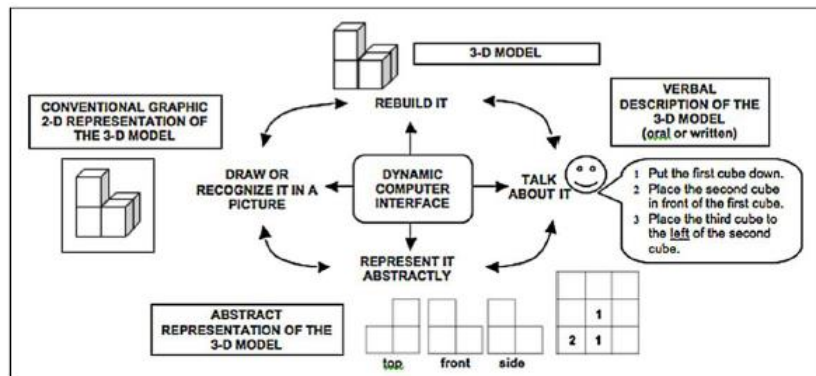 3-D MODEL
REBUILD IT
CONVENTIONAL GRAPHIC
2-D REPRESENTATION OF
THE 3-D MODEL
VERBAL
DESCRIPTION OF THE
3-D MODEL
(oral or written)
DRAW OR
RECOGNIZE IT IN A
PICTURE
DYNAMIC
COMPUTER
INTERFACE
TALK
ABOUT IT
1 Put the first cube down.
2 Place the second cube
in front of the first cube.
3 Place the third cube to
the left of the second
cube.
REPRESENT IT
ABSTRACTLY
ABSTRACT
REPRESENTATION OF THE
3-D MODEL
1
2 1
top front side